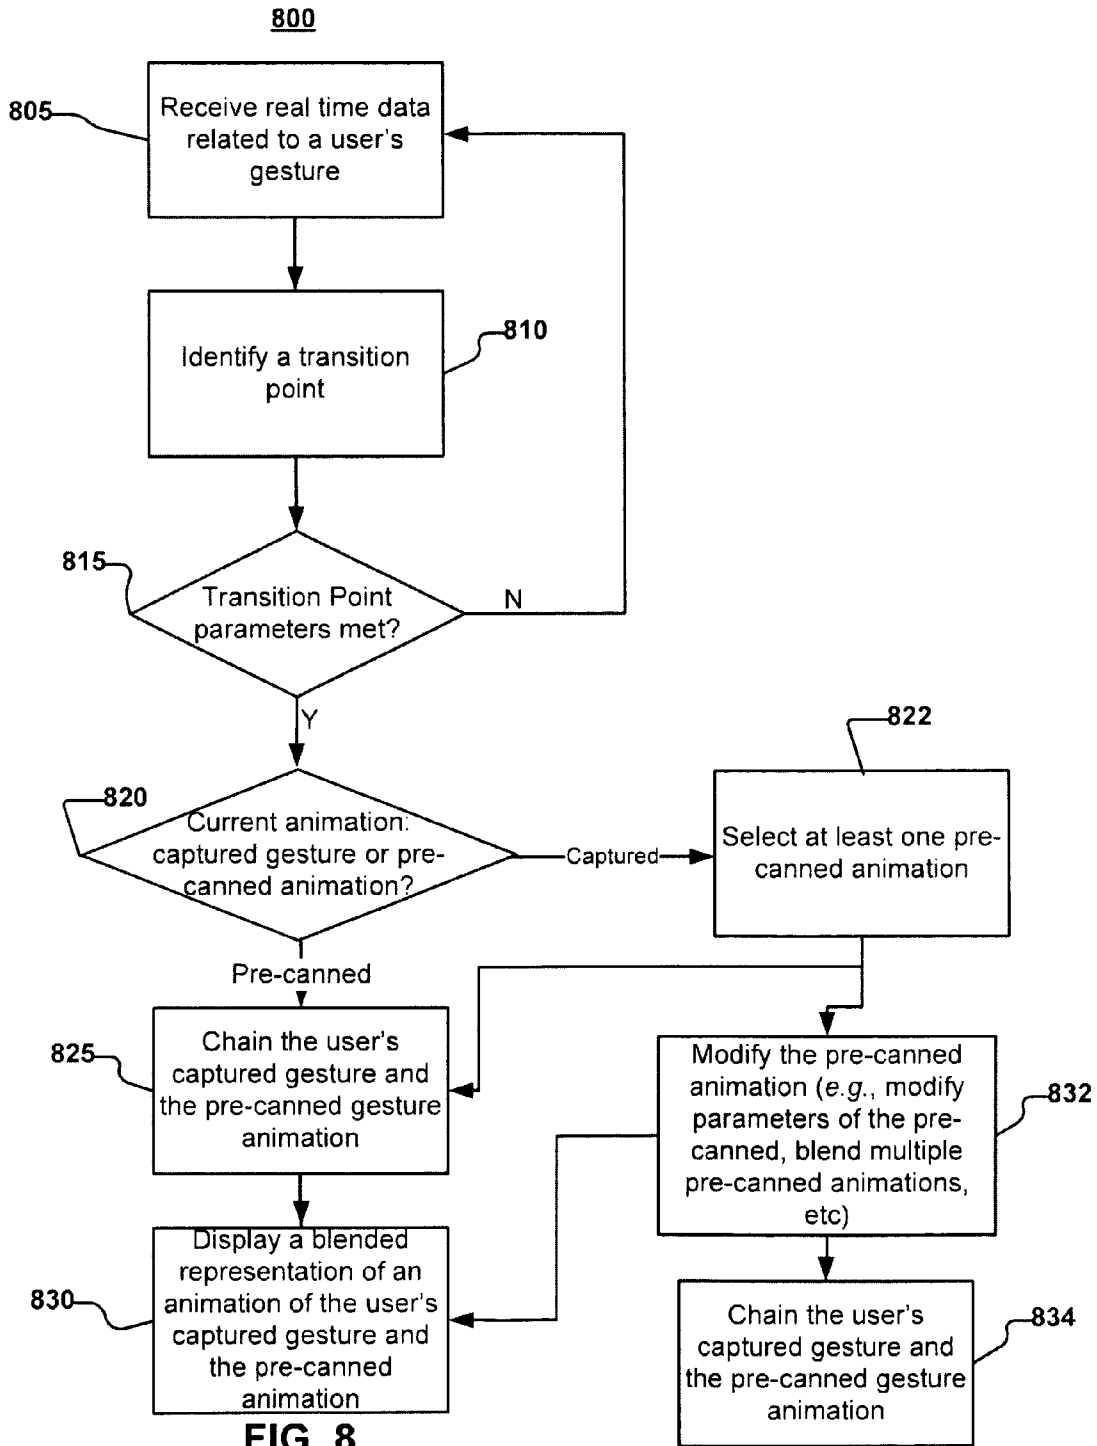 800
805
Receive real time data
related to a user's
gesture
810
Identify a transition
point
815
Transition Point
parameters met?
N
Y
822
820
Current animation:
captured gesture or pre-
canned animation?
Captured
Select at least one pre-
canned animation
Pre-canned
825
Chain the user's
captured gesture and
the pre-canned gesture
animation
832
Modify the pre-canned
animation (e.g., modify
parameters of the pre-
canned, blend multiple
pre-canned animations,
etc)
830
Display a blended
representation of an
animation of the user's
captured gesture and
the pre-canned
animation
834
Chain the user's
captured gesture and
the pre-canned gesture
animation
FIG. 8